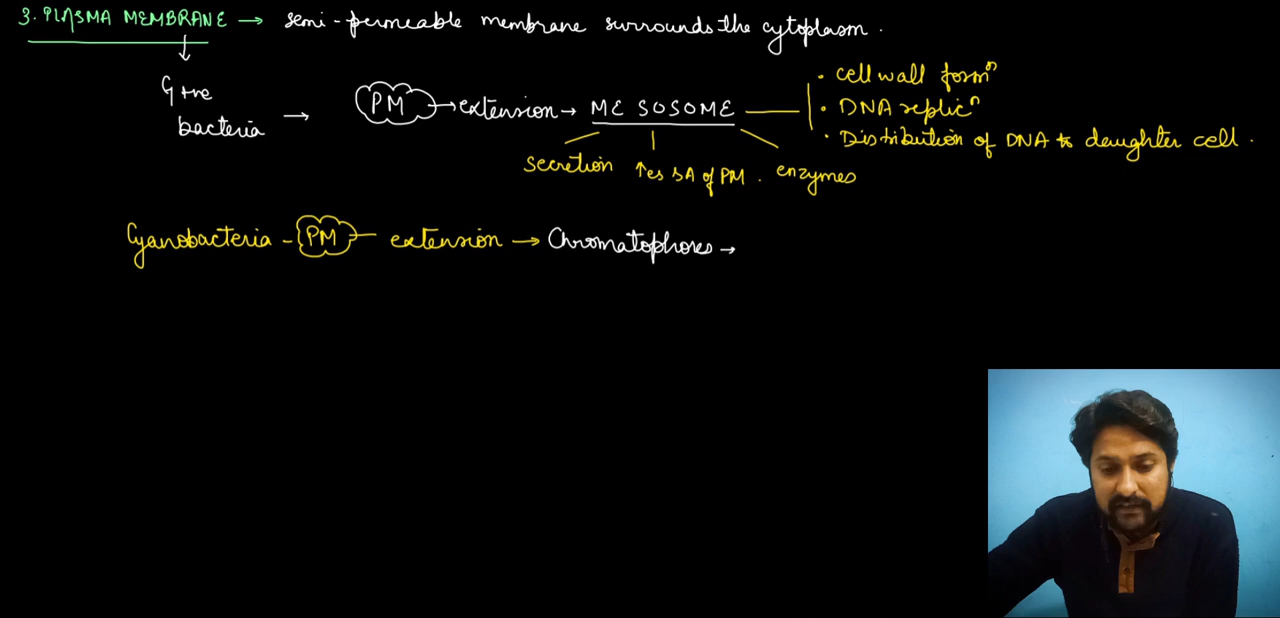 3. PLASMA MEMBRANE → semi-permeable membrane surrounds the cytoplasm.
G +ve
bacteria → PM → extension → MESOSOME
• cell wall formⁿ
• DNA replicⁿ
• Distribution of DNA to daughter cell.
secretion ↑es SA of PM. enzymes
Cyanobacteria - PM - extension → Chromatophores →